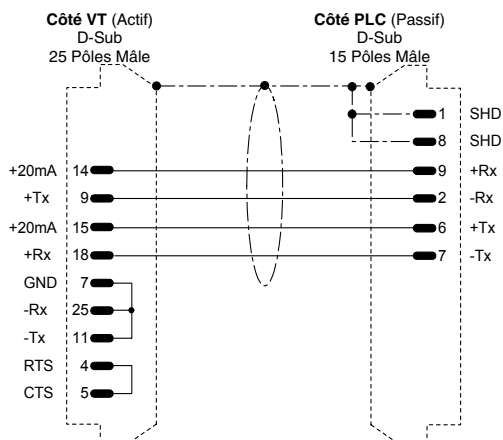 Côté VT (Actif)
D-Sub
25 Pôles Mâle
Côté PLC (Passif)
D-Sub
15 Pôles Mâle
1 SHD
8 SHD
+20mA 14
9 +Rx
+Tx 9
2 -Rx
+20mA 15
6 +Tx
+Rx 18
7 -Tx
GND 7
-Rx 25
-Tx 11
RTS 4
CTS 5